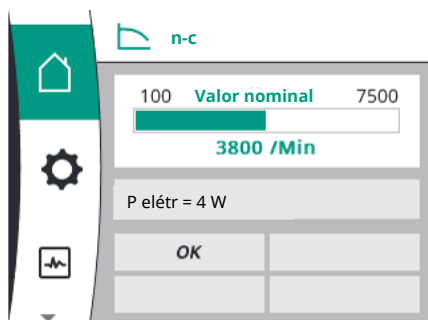 n-c
100 Valor nominal 7500
3800 /Min
P elétr = 4 W
OK